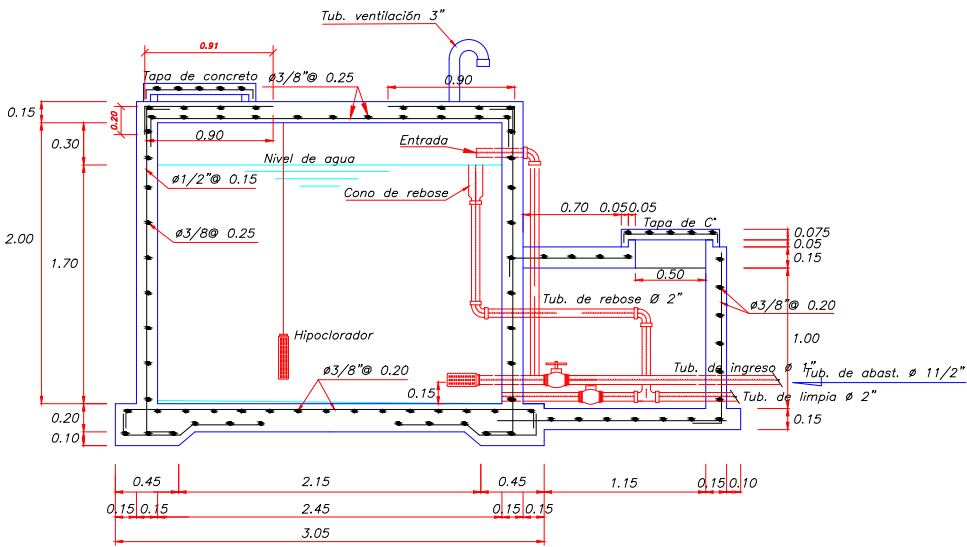 Tub. ventilación 3"
0.91
Tapa de concreto
ø3/8"@ 0.25
0.90
0.15
0.20
0.30
0.90
Entrada
Nivel de agua
ø1/2"@ 0.15
Cono de rebose
0.70
0.05
0.05
Tapa de C°
0.075
0.05
0.15
ø3/8@ 0.25
2.00
1.70
0.50
Tub. de rebose Ø 2"
ø3/8"@ 0.20
Hipoclorador
1.00
ø3/8"@ 0.20
Tub. de ingreso ø 1"
Tub. de abast. ø 11/2"
0.15
Tub. de limpia ø 2"
0.20
0.15
0.10
0.45
2.15
0.45
1.15
0.15
0.10
0.15
0.15
2.45
0.15
0.15
3.05